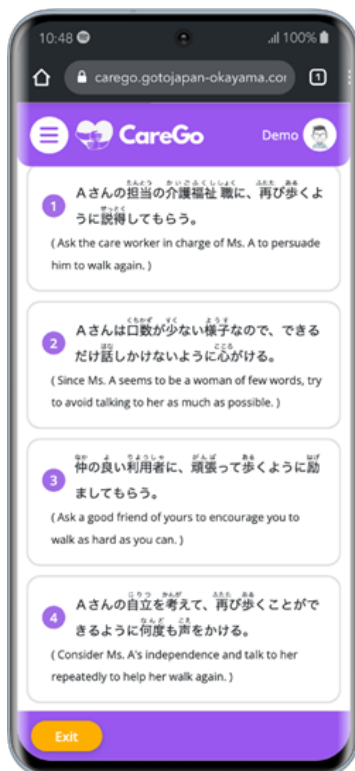 10:48
100%
carego.gotojapan-okayama.cor
1
CareGo
Demo
1
Aさんの担当の介護福祉 職に、再び歩くよ
うに説得してもらう。
( Ask the care worker in charge of Ms. A to persuade
him to walk again. )
2
Aさんは口数が少ない様子なので、できる
だけ話しかけないように心がける。
( Since Ms. A seems to be a woman of few words, try
to avoid talking to her as much as possible. )
3
仲の良い利用者に、頑張って歩くように励
ましてもらう。
( Ask a good friend of yours to encourage you to
walk as hard as you can. )
4
Aさんの自立を考えて、再び歩くことがで
きるように何度も声をかける。
( Consider Ms. A's independence and talk to her
repeatedly to help her walk again. )
Exit